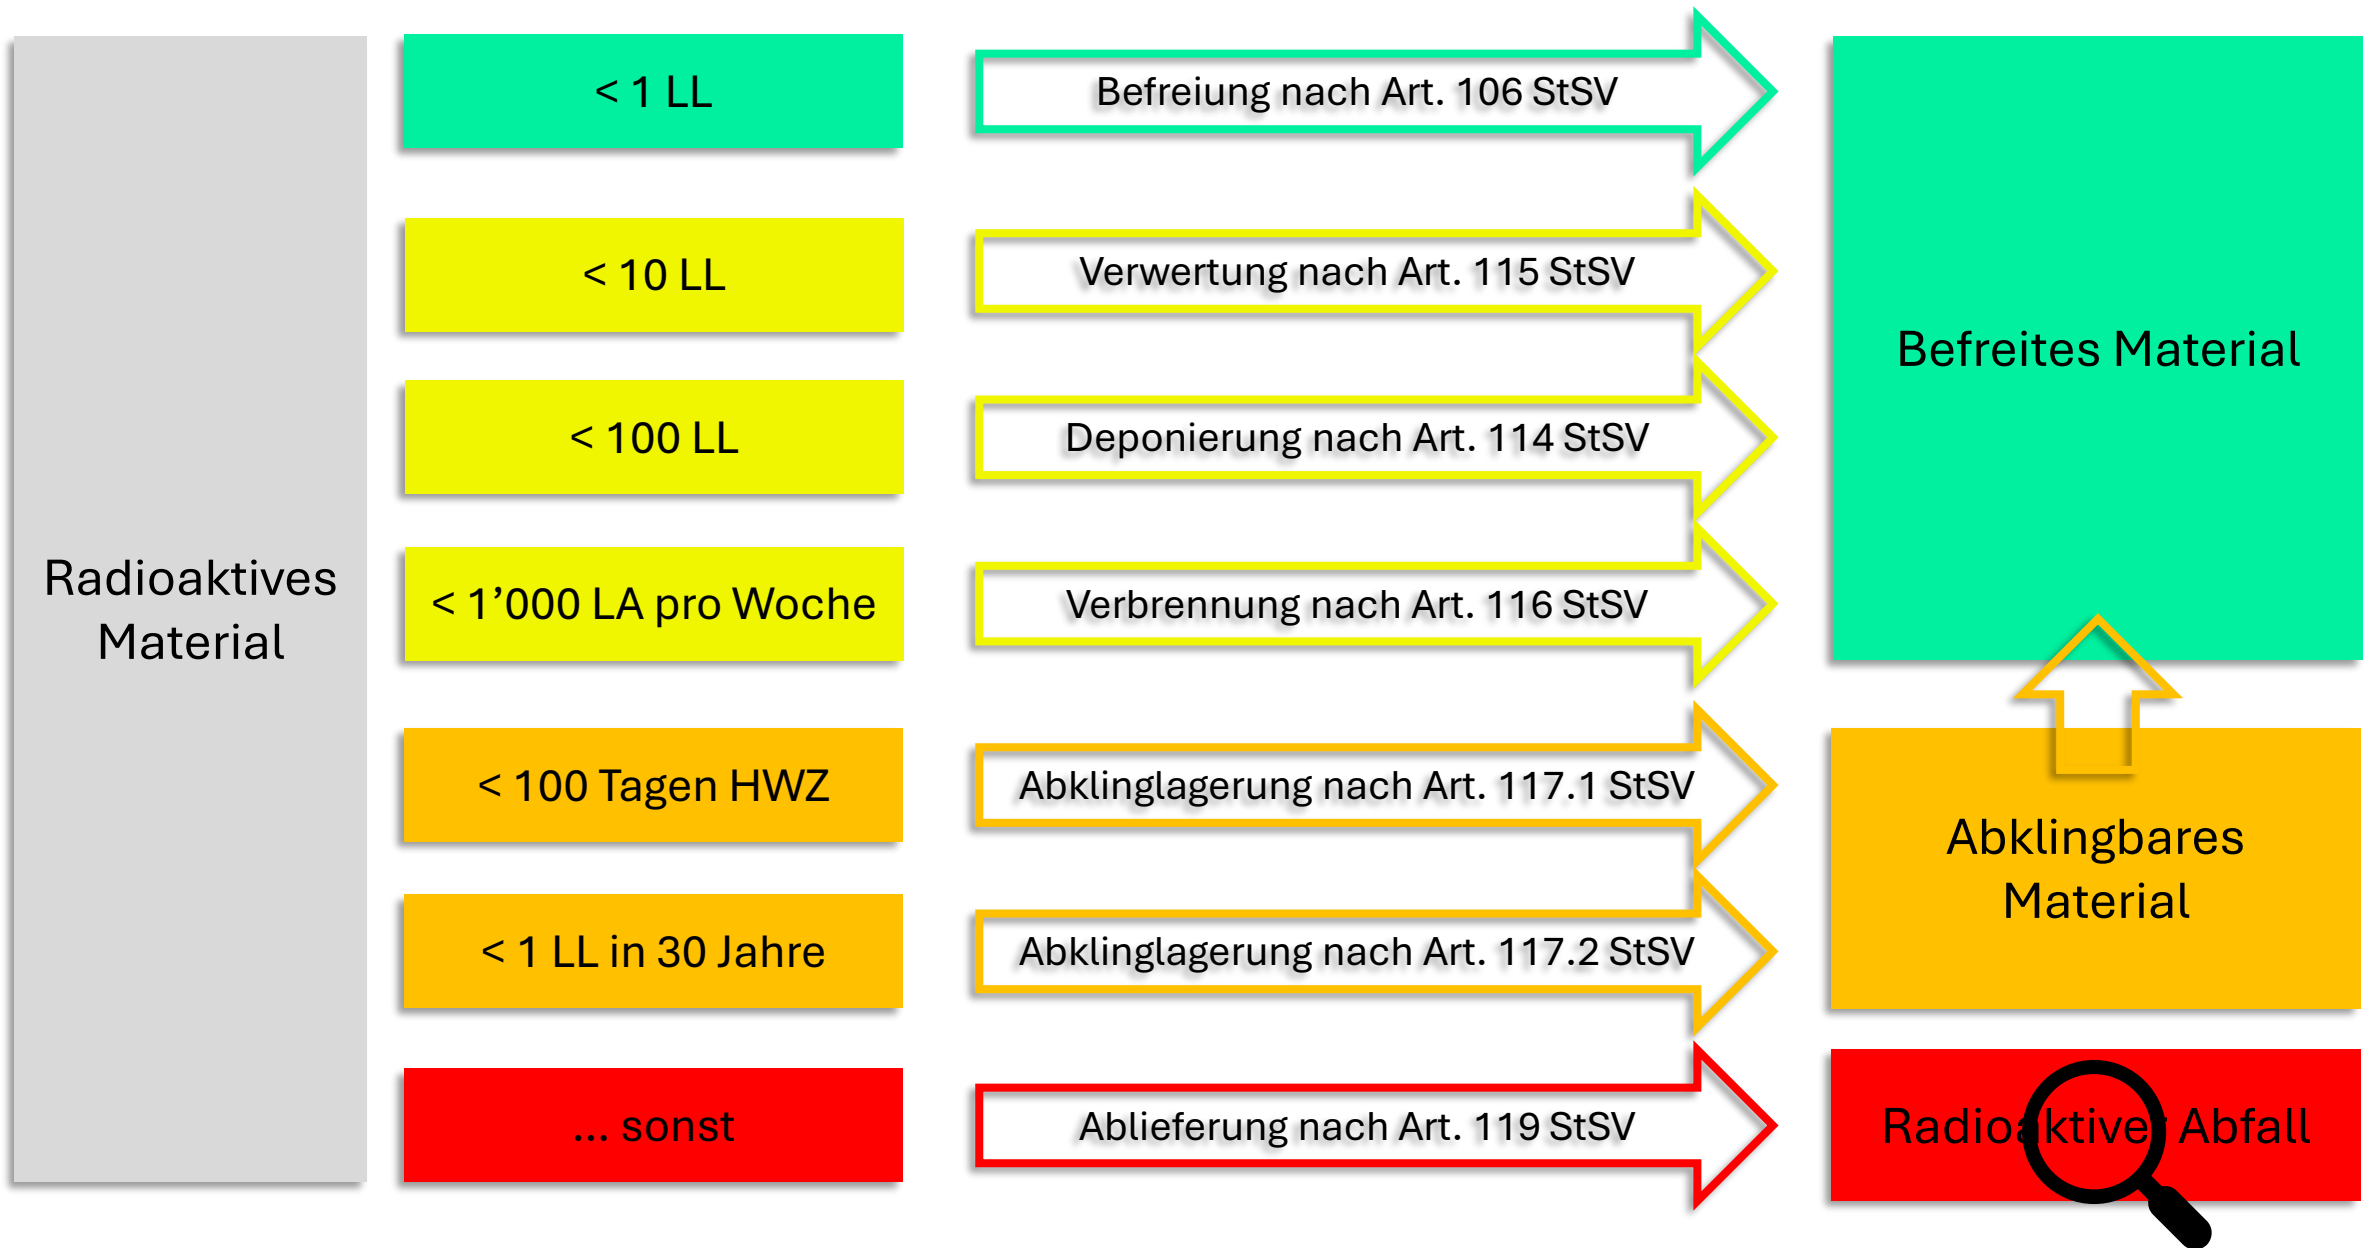 Radioaktives
Material
< 1 LL
Befreiung nach Art. 106 StSV
< 10 LL
Verwertung nach Art. 115 StSV
< 100 LL
Deponierung nach Art. 114 StSV
< 1’000 LA pro Woche
Verbrennung nach Art. 116 StSV
< 100 Tagen HWZ
Abklinglagerung nach Art. 117.1 StSV
< 1 LL in 30 Jahre
Abklinglagerung nach Art. 117.2 StSV
... sonst
Ablieferung nach Art. 119 StSV
Befreites Material
Abklingbares
Material
Radioaktiver Abfall